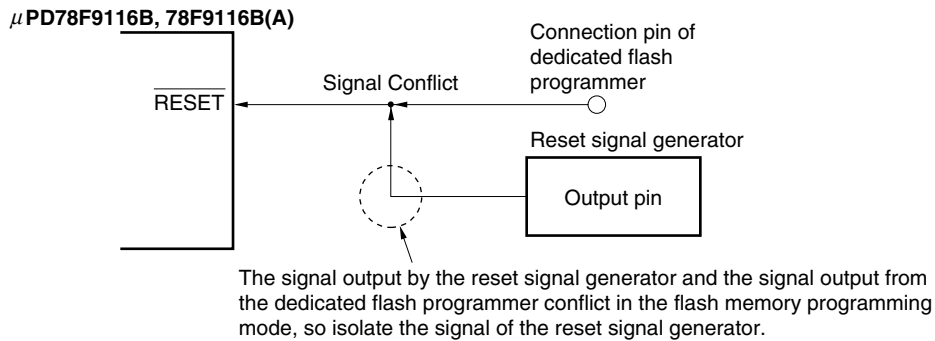 μPD78F9116B, 78F9116B(A)
Connection pin of
dedicated flash
programmer
Signal Conflict
RESET
Reset signal generator
Output pin
The signal output by the reset signal generator and the signal output from
the dedicated flash programmer conflict in the flash memory programming
mode, so isolate the signal of the reset signal generator.